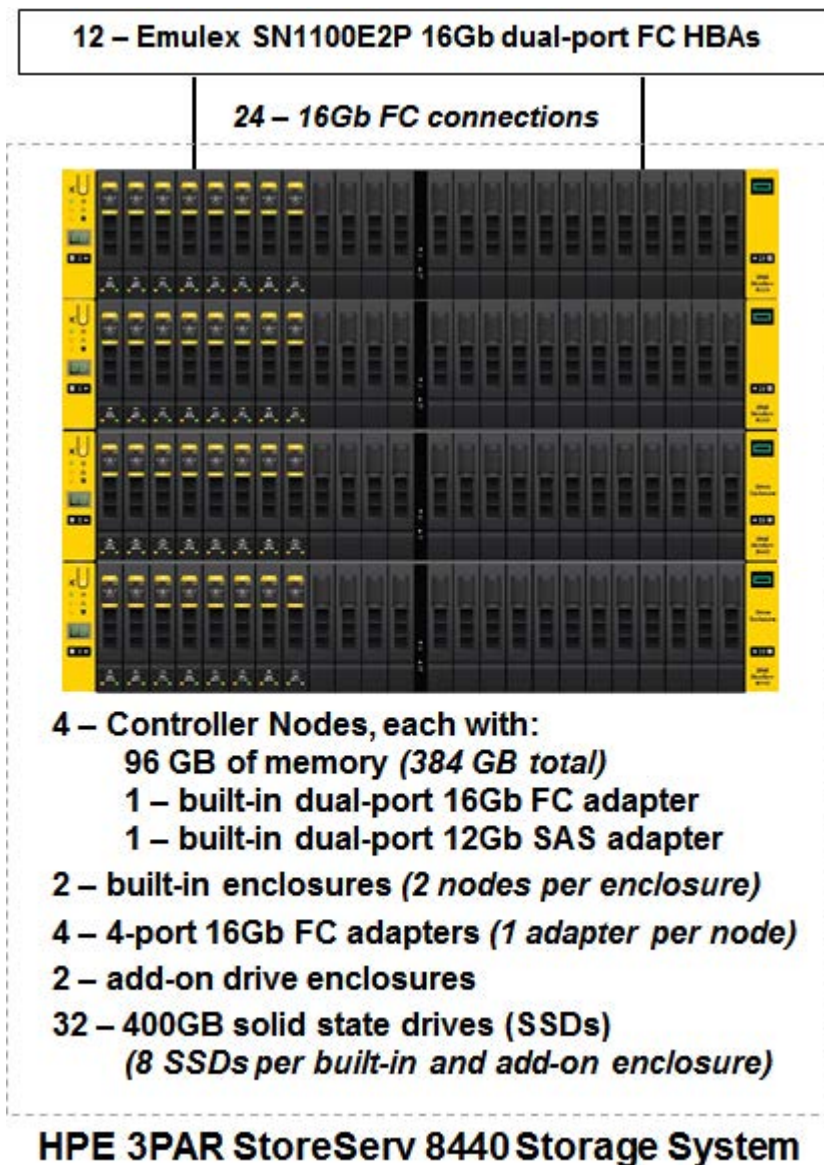 12 – Emulex SN1100E2P 16Gb dual-port FC HBAs
24 – 16Gb FC connections
4 – Controller Nodes, each with:
96 GB of memory (384 GB total)
1 – built-in dual-port 16Gb FC adapter
1 – built-in dual-port 12Gb SAS adapter
2 – built-in enclosures (2 nodes per enclosure)
4 – 4-port 16Gb FC adapters (1 adapter per node)
2 – add-on drive enclosures
32 – 400GB solid state drives (SSDs)
(8 SSDs per built-in and add-on enclosure)
HPE 3PAR StoreServ 8440 Storage System